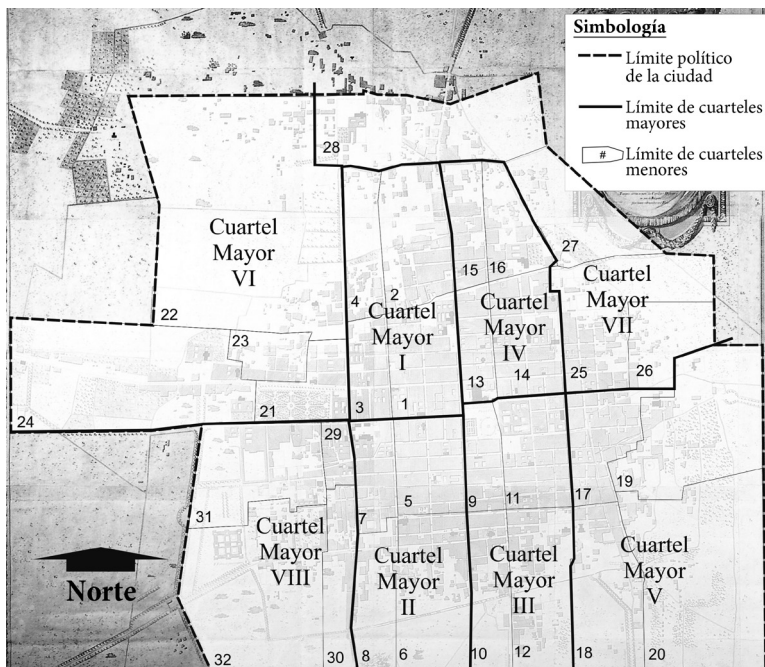 Simbología
Límite político
de la ciudad
Límite de cuarteles
mayores
# Límite de cuarteles
menores
28
Cuartel
Mayor
VI
27
15
16
2
4
Cuartel
Mayor
I
Cuartel
Mayor
IV
Cuartel
Mayor
VII
22
23
24
21
3
1
13
14
25
26
29
31
Cuartel
Mayor
VIII
7
5
9
11
17
19
Cuartel
Mayor
II
Cuartel
Mayor
III
Cuartel
Mayor
V
Norte
32
30
8
6
10
12
18
20